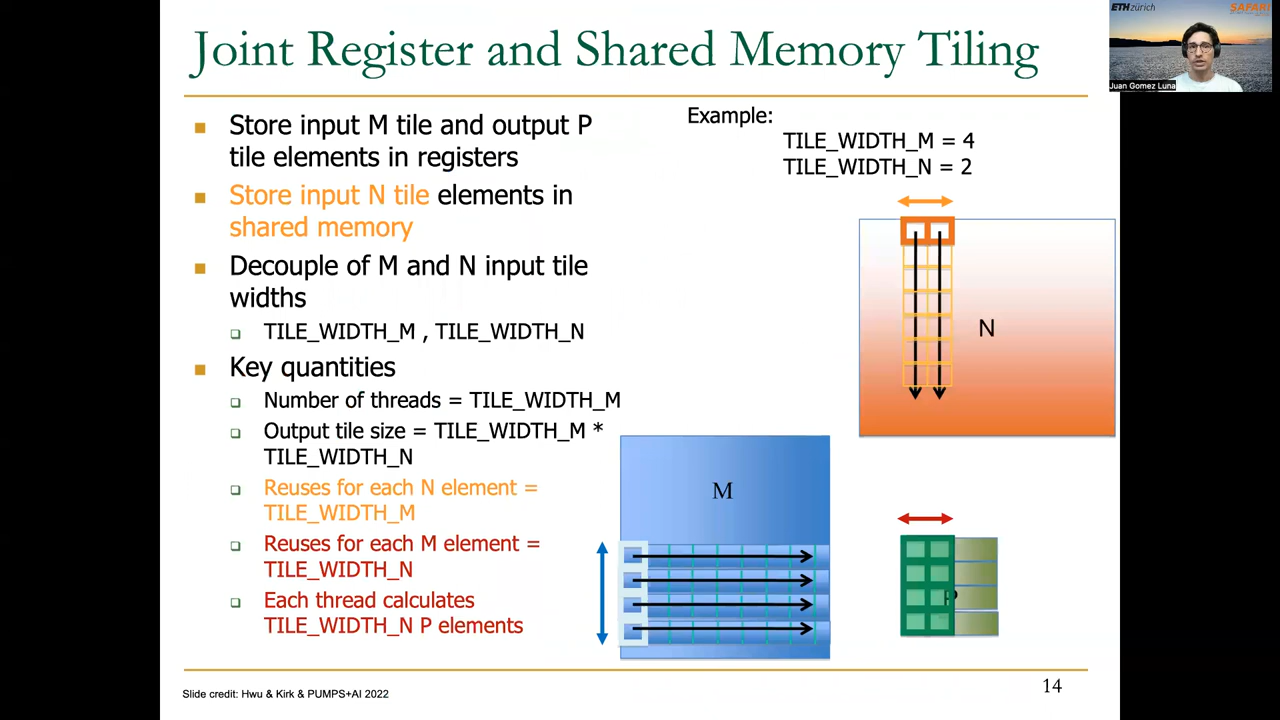 Joint Register and Shared Memory Tiling
Store input M tile and output P
tile elements in registers
Store input N tile elements in
shared memory
Decouple of M and N input tile
widths
TILE_WIDTH_M , TILE_WIDTH_N
Key quantities
Number of threads = TILE_WIDTH_M
Output tile size = TILE_WIDTH_M *
TILE_WIDTH_N
Reuses for each N element =
TILE_WIDTH_M
Reuses for each M element =
TILE_WIDTH_N
Each thread calculates
TILE_WIDTH_N P elements
Example:
TILE_WIDTH_M = 4
TILE_WIDTH_N = 2
N
M
P
Slide credit: Hwu & Kirk & PUMPS+AI 2022
14
ETH zürich
SAFARI
Juan Gomez Luna